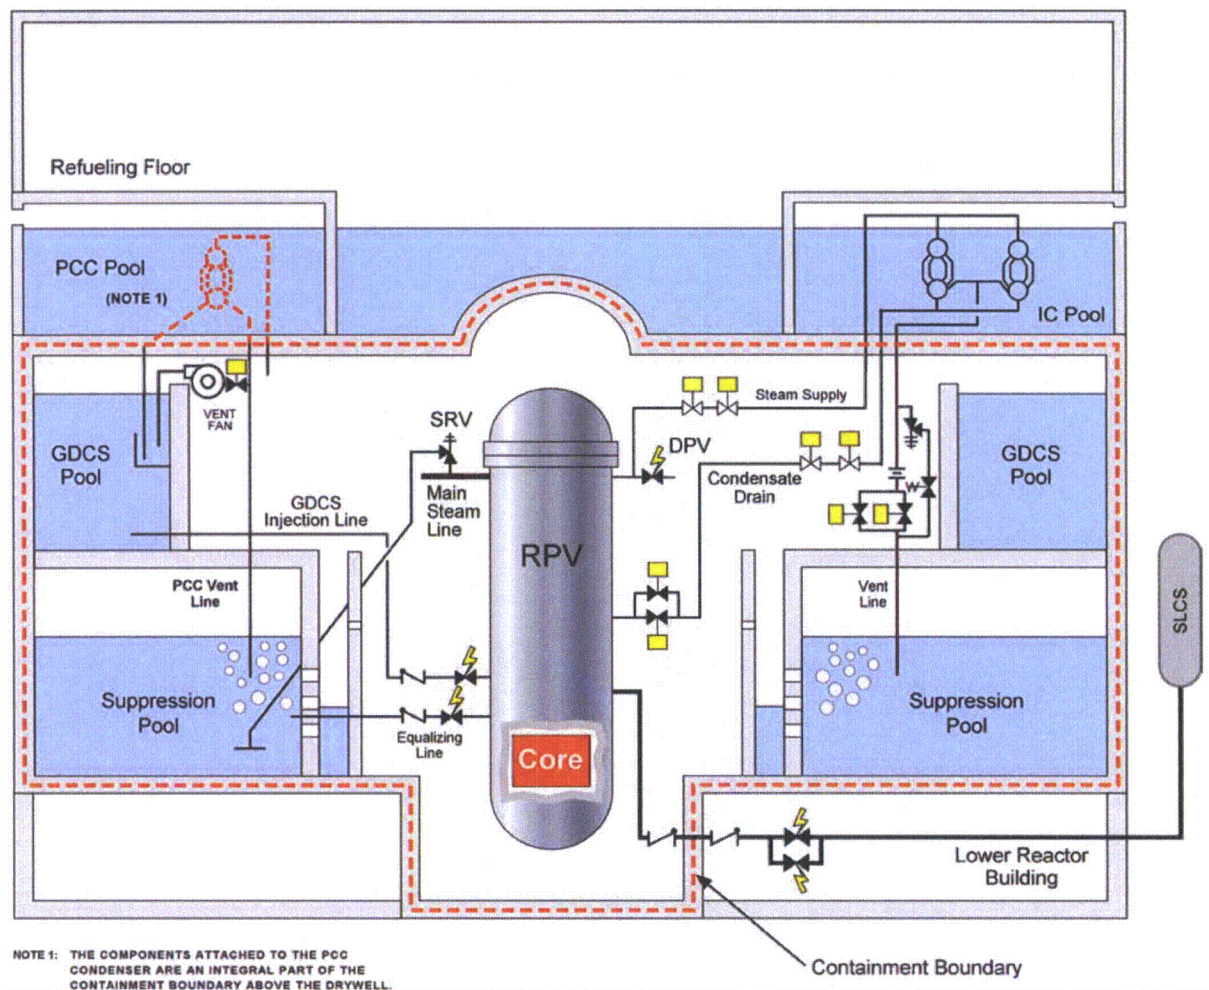 Refueling Floor
PCC Pool
(NOTE 1)
IC Pool
VENT
FAN
SRV
Steam Supply
DPV
GDCS
Pool
Main
Steam
Line
Condensate
Drain
GDCS
Pool
GDCS
Injection Line
RPV
PCC Vent
Line
Vent
Line
SLCS
Suppression
Pool
Equalizing
Line
Core
Suppression
Pool
Lower Reactor
Building
Containment Boundary
NOTE 1: THE COMPONENTS ATTACHED TO THE PCC
CONDENSER ARE AN INTEGRAL PART OF THE
CONTAINMENT BOUNDARY ABOVE THE DRYWELL.